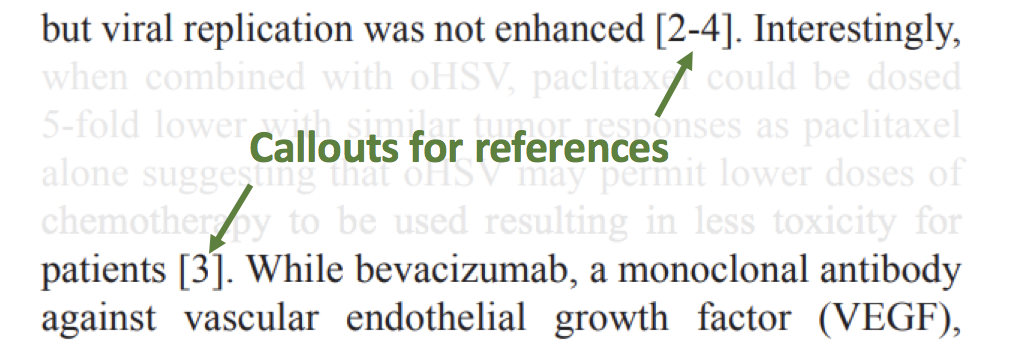 but viral replication was not enhanced [2-4]. Interestingly,
when combined with oHSV, paclitaxel could be dosed
5-fold lower with similar tumor responses as paclitaxel
Callouts for references
alone suggesting that oHSV may permit lower doses of
chemotherapy to be used resulting in less toxicity for
patients [3]. While bevacizumab, a monoclonal antibody
against vascular endothelial growth factor (VEGF),